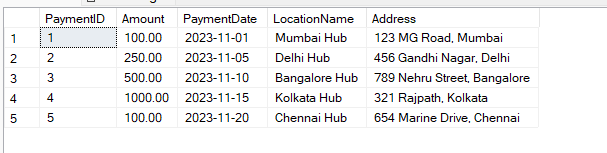 PaymentID Amount PaymentDate LocationName Address
1 1 100.00 2023-11-01 Mumbai Hub 123 MG Road, Mumbai
2 2 250.00 2023-11-05 Delhi Hub 456 Gandhi Nagar, Delhi
3 3 500.00 2023-11-10 Bangalore Hub 789 Nehru Street, Bangalore
4 4 1000.00 2023-11-15 Kolkata Hub 321 Rajpath, Kolkata
5 5 100.00 2023-11-20 Chennai Hub 654 Marine Drive, Chennai